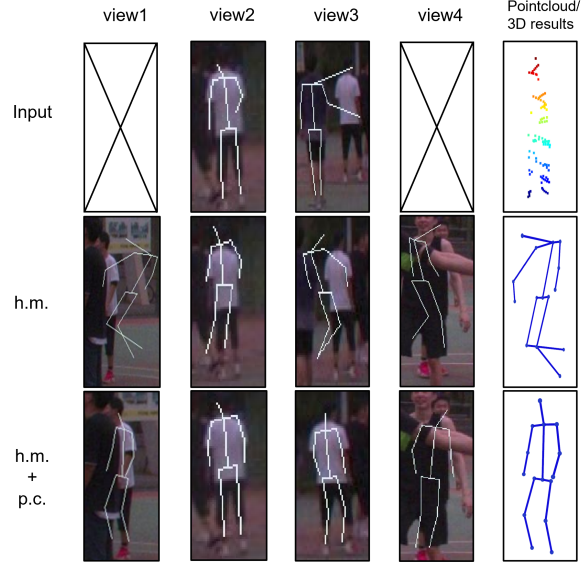 view1 view2 view3 view4 Pointcloud/
3D results
Input
h.m.
h.m.
+
p.c.